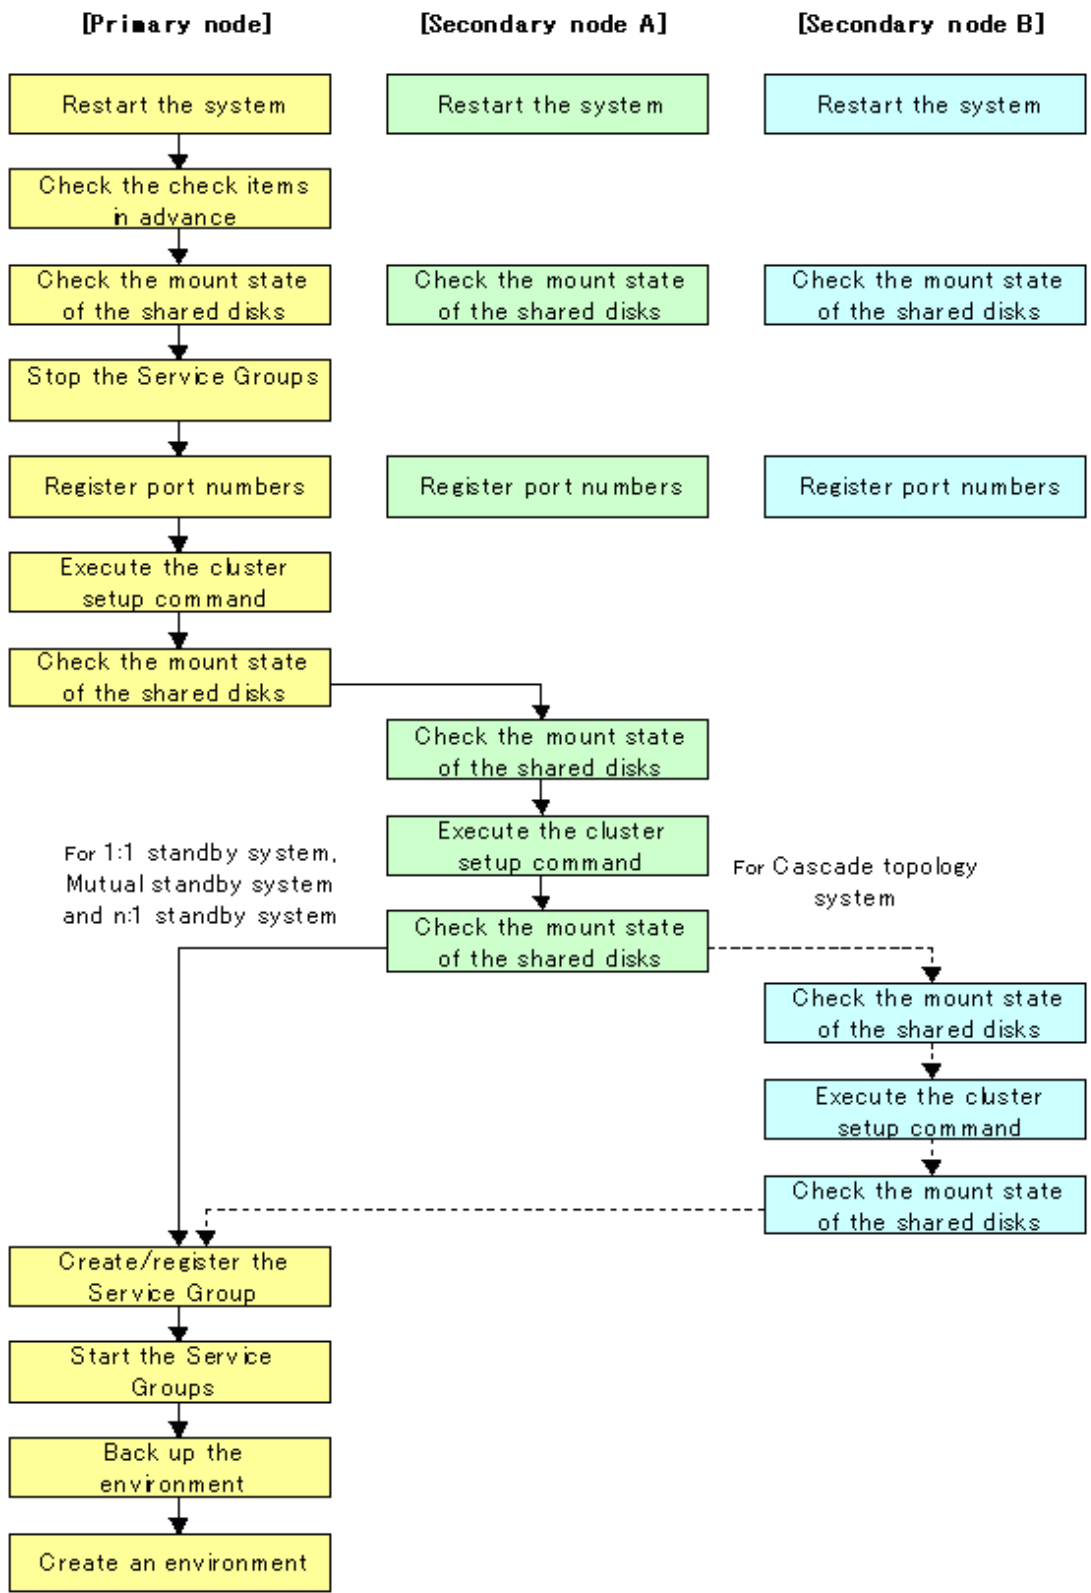 [Primary node] [Secondary node A] [Secondary node B]
Restart the system Restart the system Restart the system
Check the check items
in advance
Check the mount state Check the mount state Check the mount state
of the shared disks of the shared disks of the shared disks
Stop the Service Groups
Register port numbers Register port numbers Register port numbers
Execute the cluster
setup command
Check the mount state
of the shared disks
Check the mount state
of the shared disks
Execute the cluster
setup command
For 1:1 standby system,
Mutual standby system
and n:1 standby system
For Cascade topology
system
Check the mount state
of the shared disks
Check the mount state
of the shared disks
Execute the cluster
setup command
Check the mount state
of the shared disks
Create/register the
Service Group
Start the Service
Groups
Back up the
environment
Create an environment